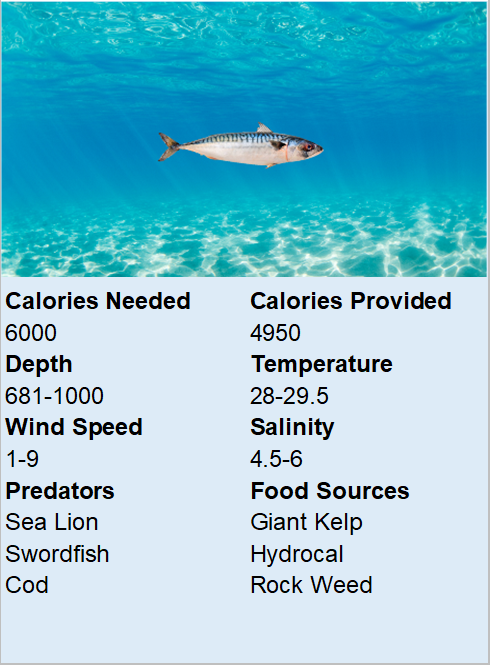 Calories Needed Calories Provided
6000 4950
Depth Temperature
681-1000 28-29.5
Wind Speed Salinity
1-9 4.5-6
Predators Food Sources
Sea Lion Giant Kelp
Swordfish Hydrocal
Cod Rock Weed